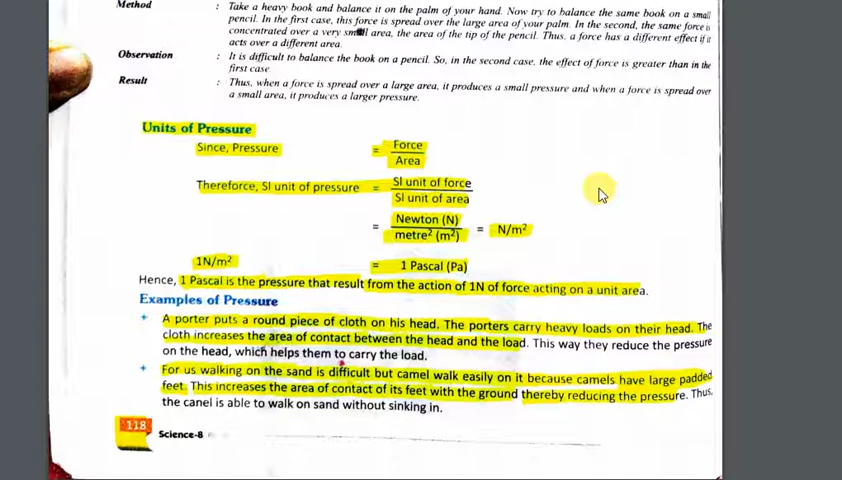 Method : Take a heavy book and balance it on the palm of your hand. Now try to balance the same book on a small
pencil. In the first case, this force is spread over the large area of your palm. In the second, the same force is
concentrated over a very small area, the area of the tip of the pencil. Thus, a force has a different effect if it
acts over a different area.
Observation : It is difficult to balance the book on a pencil. So, in the second case, the effect of force is greater than in the
first case.
Result : Thus, when a force is spread over a large area, it produces a small pressure and when a force is spread over
a small area, it produces a larger pressure.
Units of Pressure
Since, Pressure = Force
Area
Thereforce, SI unit of pressure = SI unit of force
SI unit of area
= Newton (N)
metre² (m²) = N/m²
1N/m² = 1 Pascal (Pa)
Hence, 1 Pascal is the pressure that result from the action of 1N of force acting on a unit area.
Examples of Pressure
+ A porter puts a round piece of cloth on his head. The porters carry heavy loads on their head. The
cloth increases the area of contact between the head and the load. This way they reduce the pressure
on the head, which helps them to carry the load.
+ For us walking on the sand is difficult but camel walk easily on it because camels have large padded
feet. This increases the area of contact of its feet with the ground thereby reducing the pressure. Thus,
the canel is able to walk on sand without sinking in.
118 Science-8